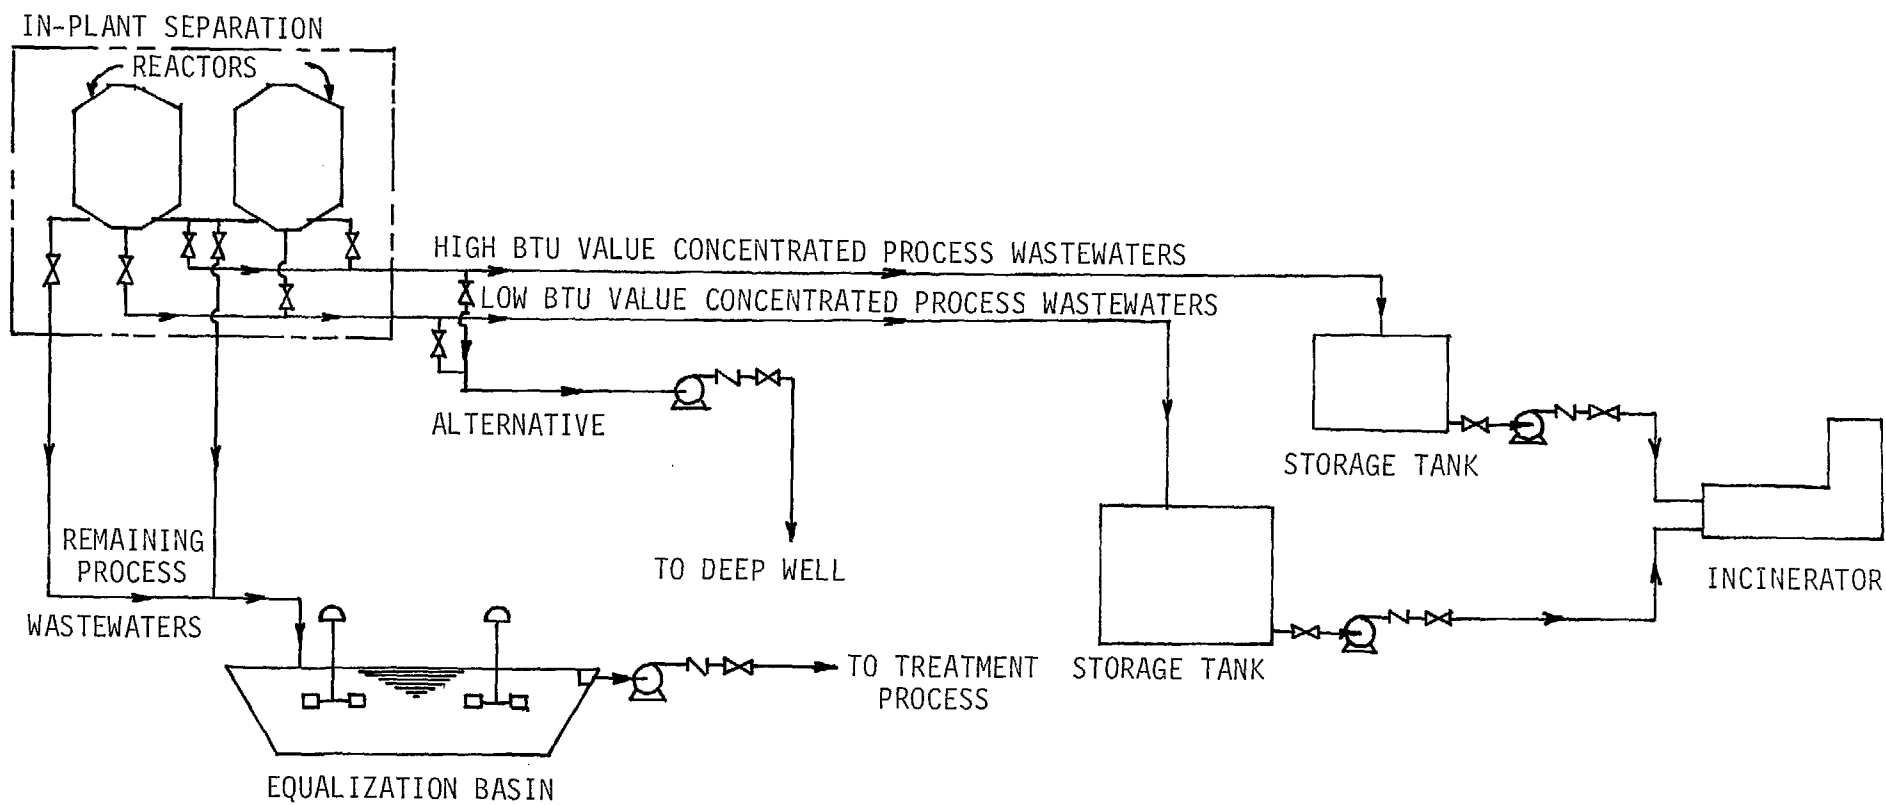 IN-PLANT SEPARATION
REACTORS
HIGH BTU VALUE CONCENTRATED PROCESS WASTEWATERS
LOW BTU VALUE CONCENTRATED PROCESS WASTEWATERS
ALTERNATIVE
STORAGE TANK
REMAINING
PROCESS
WASTEWATERS
TO DEEP WELL
INCINERATOR
TO TREATMENT
PROCESS
STORAGE TANK
EQUALIZATION BASIN